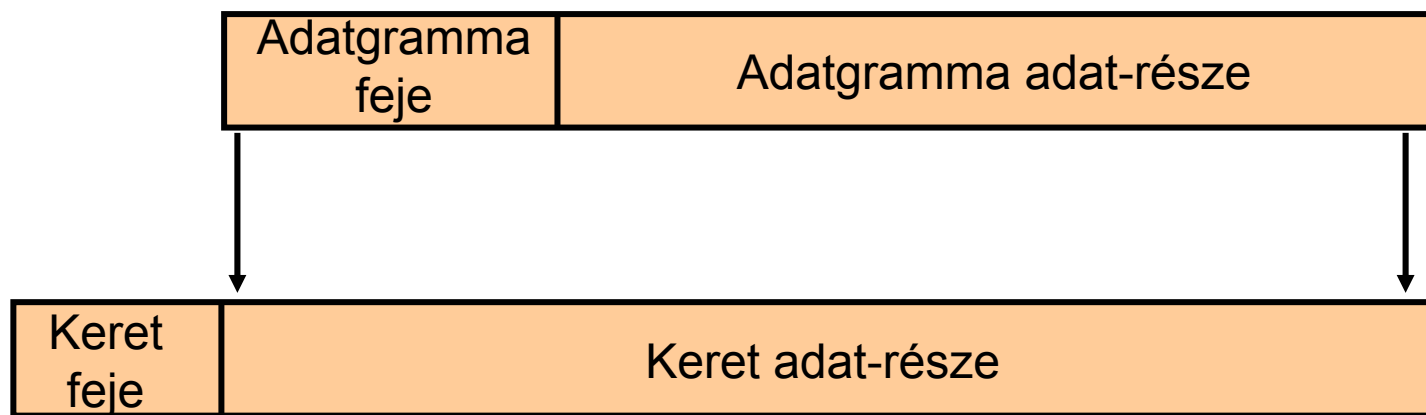 Adatgramma
feje
Adatgramma adat-része
Keret
feje
Keret adat-része